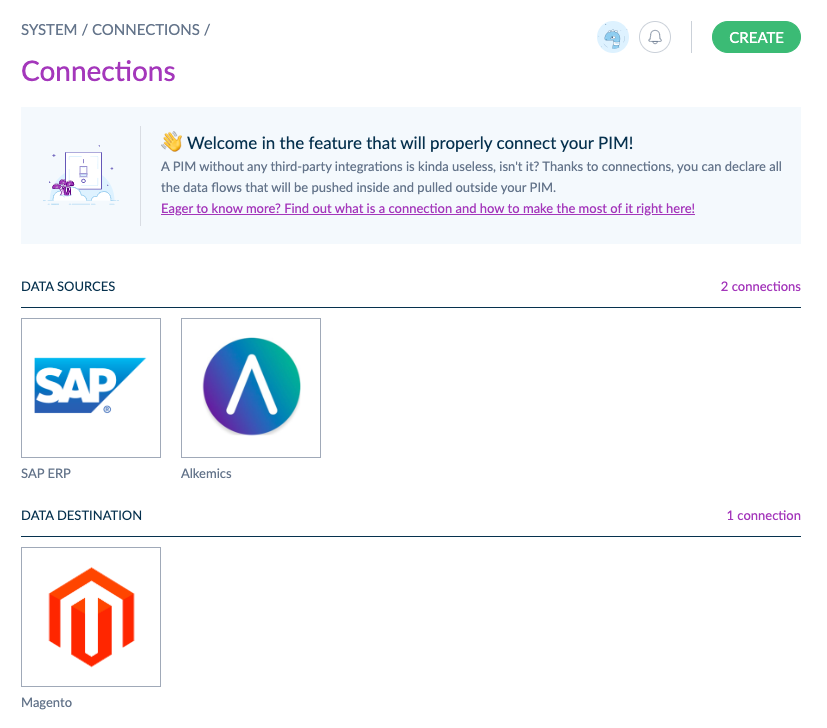 SYSTEM / CONNECTIONS /
CREATE
Connections
👋 Welcome in the feature that will properly connect your PIM!
A PIM without any third-party integrations is kinda useless, isn't it? Thanks to connections, you can declare all
the data flows that will be pushed inside and pulled outside your PIM.
Eager to know more? Find out what is a connection and how to make the most of it right here!
DATA SOURCES
2 connections
SAP®
SAP ERP
Alkemics
DATA DESTINATION
1 connection
Magento